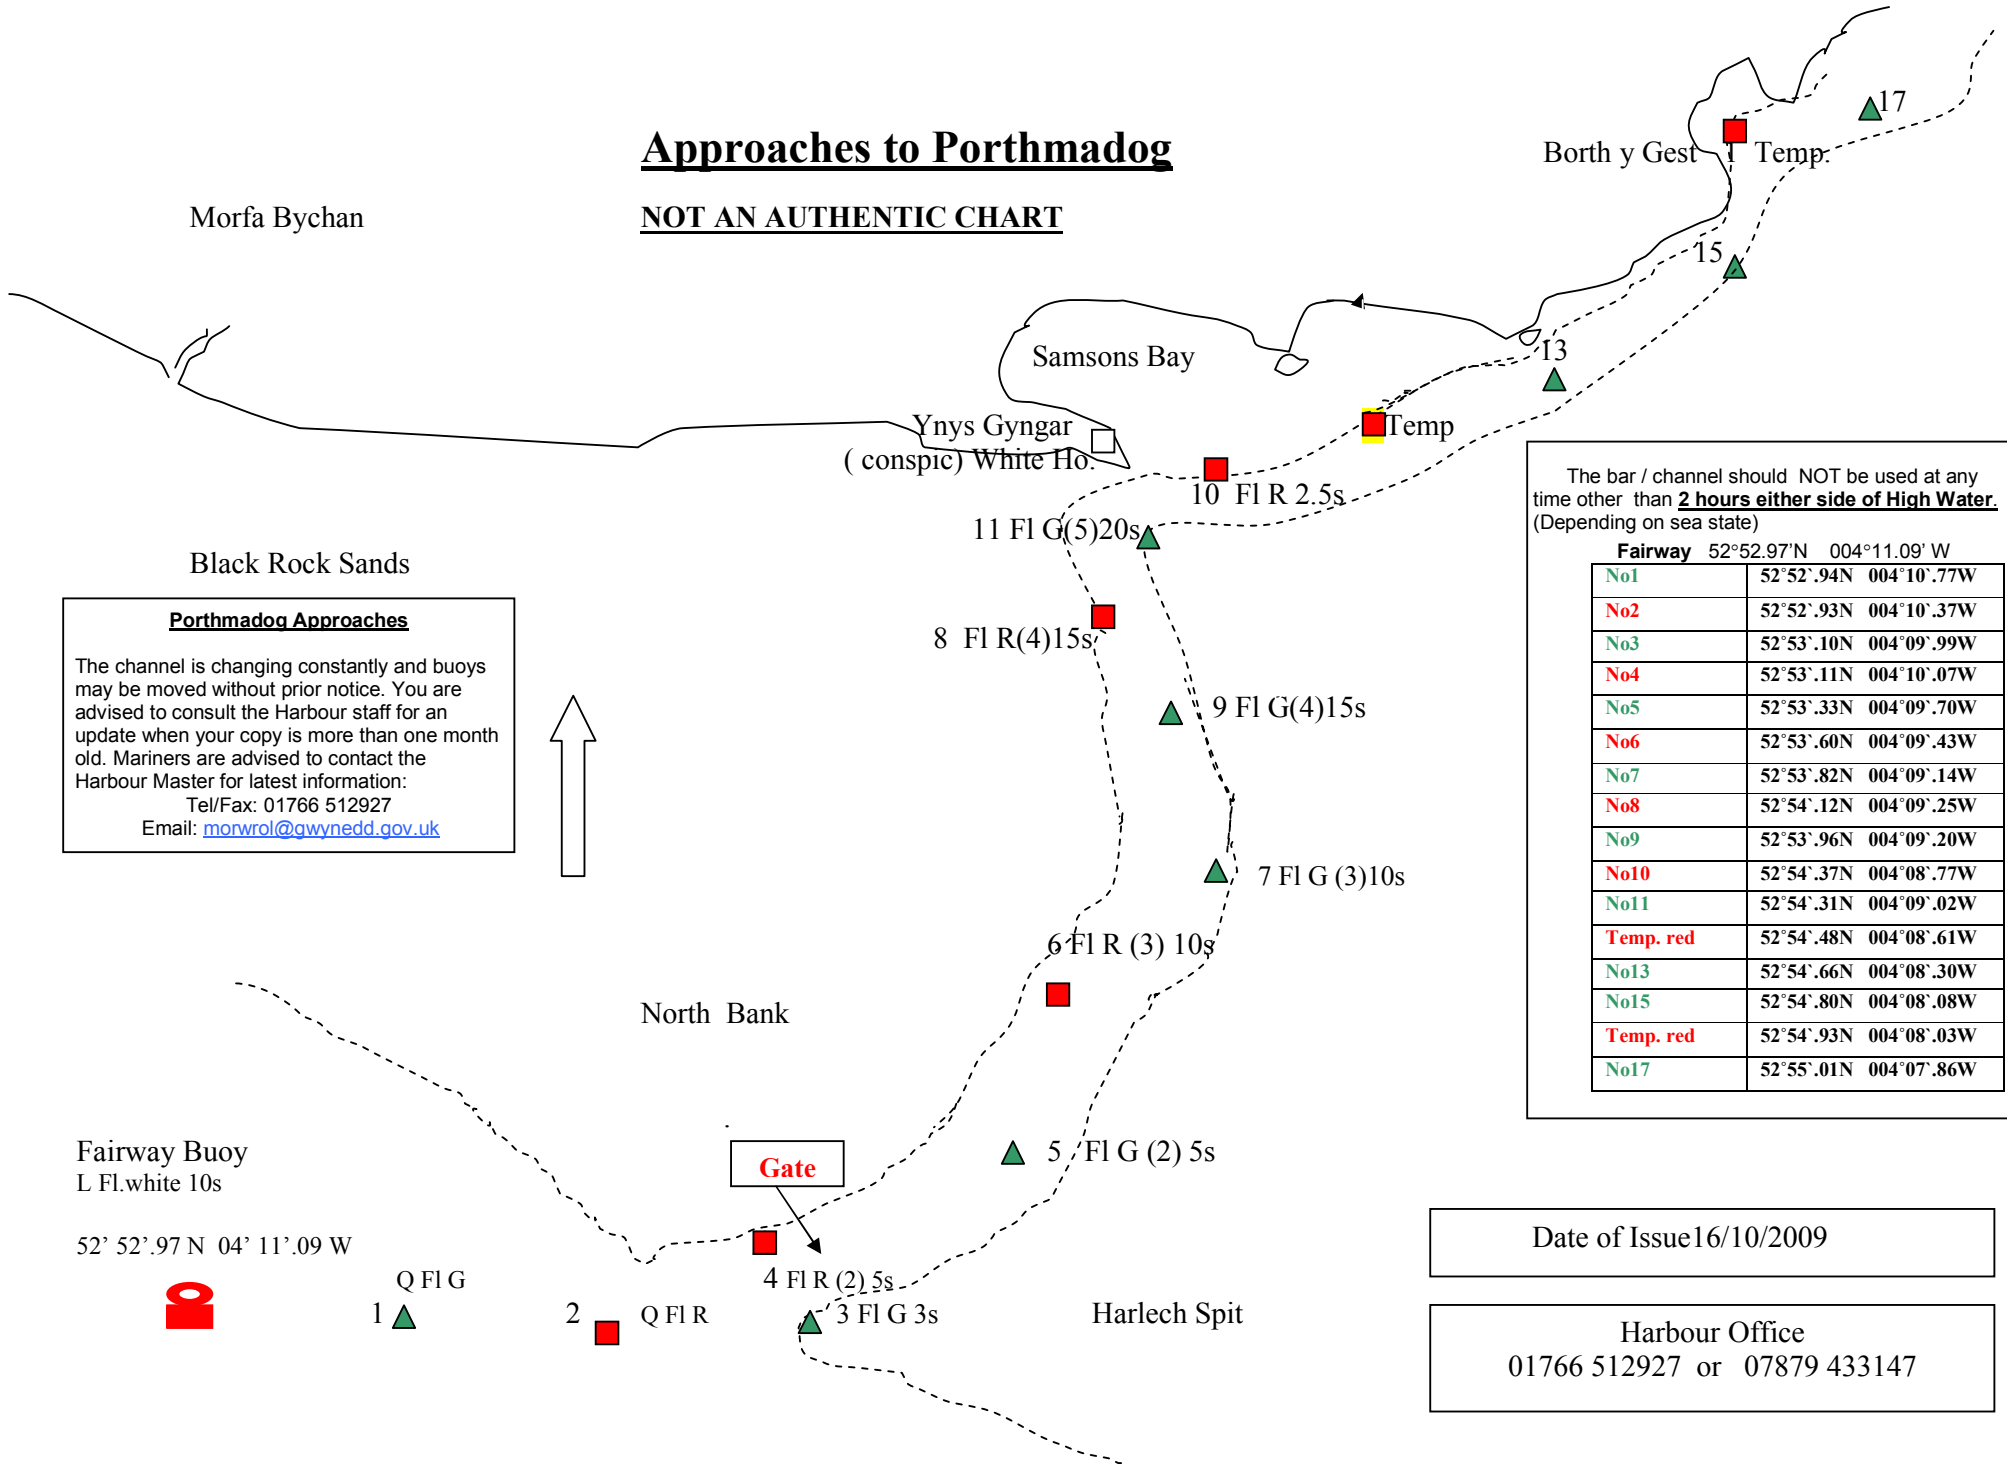 Approaches to Porthmadog
NOT AN AUTHENTIC CHART
Morfa Bychan
Borth y Gest
1 Temp.
17
15
13
Samsons Bay
Ynys Gyngar
( conspic) White Ho.
Temp
10 Fl R 2.5s
11 Fl G(5)20s
8 Fl R(4)15s
9 Fl G(4)15s
7 Fl G (3)10s
6 Fl R (3) 10s
5 Fl G (2) 5s
Black Rock Sands
Porthmadog Approaches
The channel is changing constantly and buoys
may be moved without prior notice. You are
advised to consult the Harbour staff for an
update when your copy is more than one month
old. Mariners are advised to contact the
Harbour Master for latest information:
Tel/Fax: 01766 512927
Email: morwrol@gwynedd.gov.uk
North Bank
Gate
Fairway Buoy
L Fl.white 10s
52’ 52’.97 N 04’ 11’.09 W
Q Fl G
1
2 Q Fl R
4 Fl R (2) 5s
3 Fl G 3s
Harlech Spit
The bar / channel should NOT be used at any
time other than 2 hours either side of High Water.
(Depending on sea state)
Fairway 52°52.97’N 004°11.09’ W
No1 52°52`.94N 004°10`.77W
No2 52°52`.93N 004°10`.37W
No3 52°53`.10N 004°09`.99W
No4 52°53`.11N 004°10`.07W
No5 52°53`.33N 004°09`.70W
No6 52°53`.60N 004°09`.43W
No7 52°53`.82N 004°09`.14W
No8 52°54`.12N 004°09`.25W
No9 52°53`.96N 004°09`.20W
No10 52°54`.37N 004°08`.77W
No11 52°54`.31N 004°09`.02W
Temp. red 52°54`.48N 004°08`.61W
No13 52°54`.66N 004°08`.30W
No15 52°54`.80N 004°08`.08W
Temp. red 52°54`.93N 004°08`.03W
No17 52°55`.01N 004°07`.86W
Date of Issue16/10/2009
Harbour Office
01766 512927 or 07879 433147